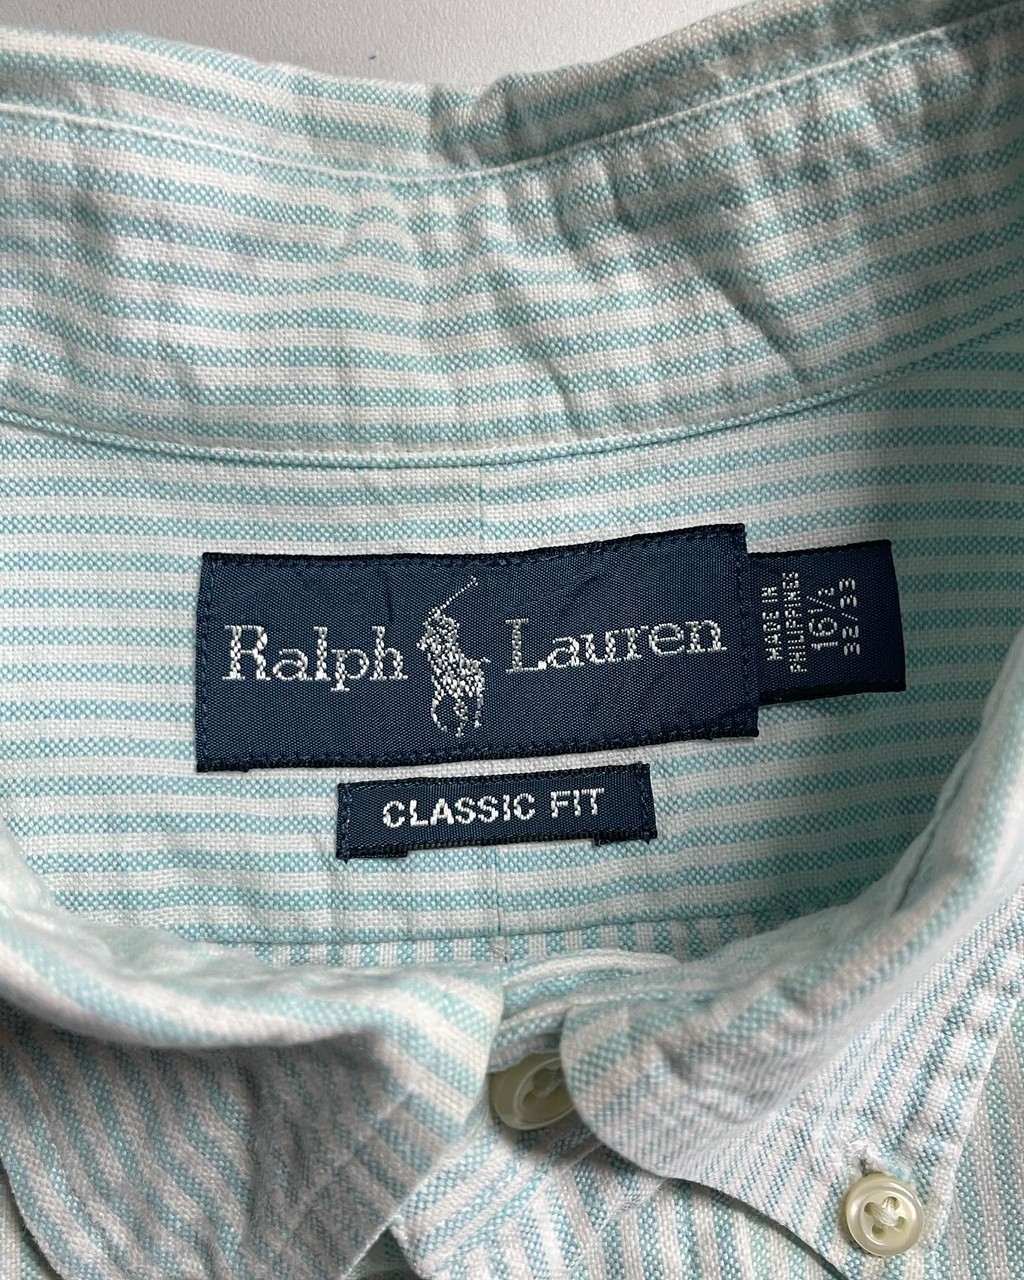 Ralph Lauren
MADE IN
PHILIPPINES
16½
32/33
CLASSIC FIT